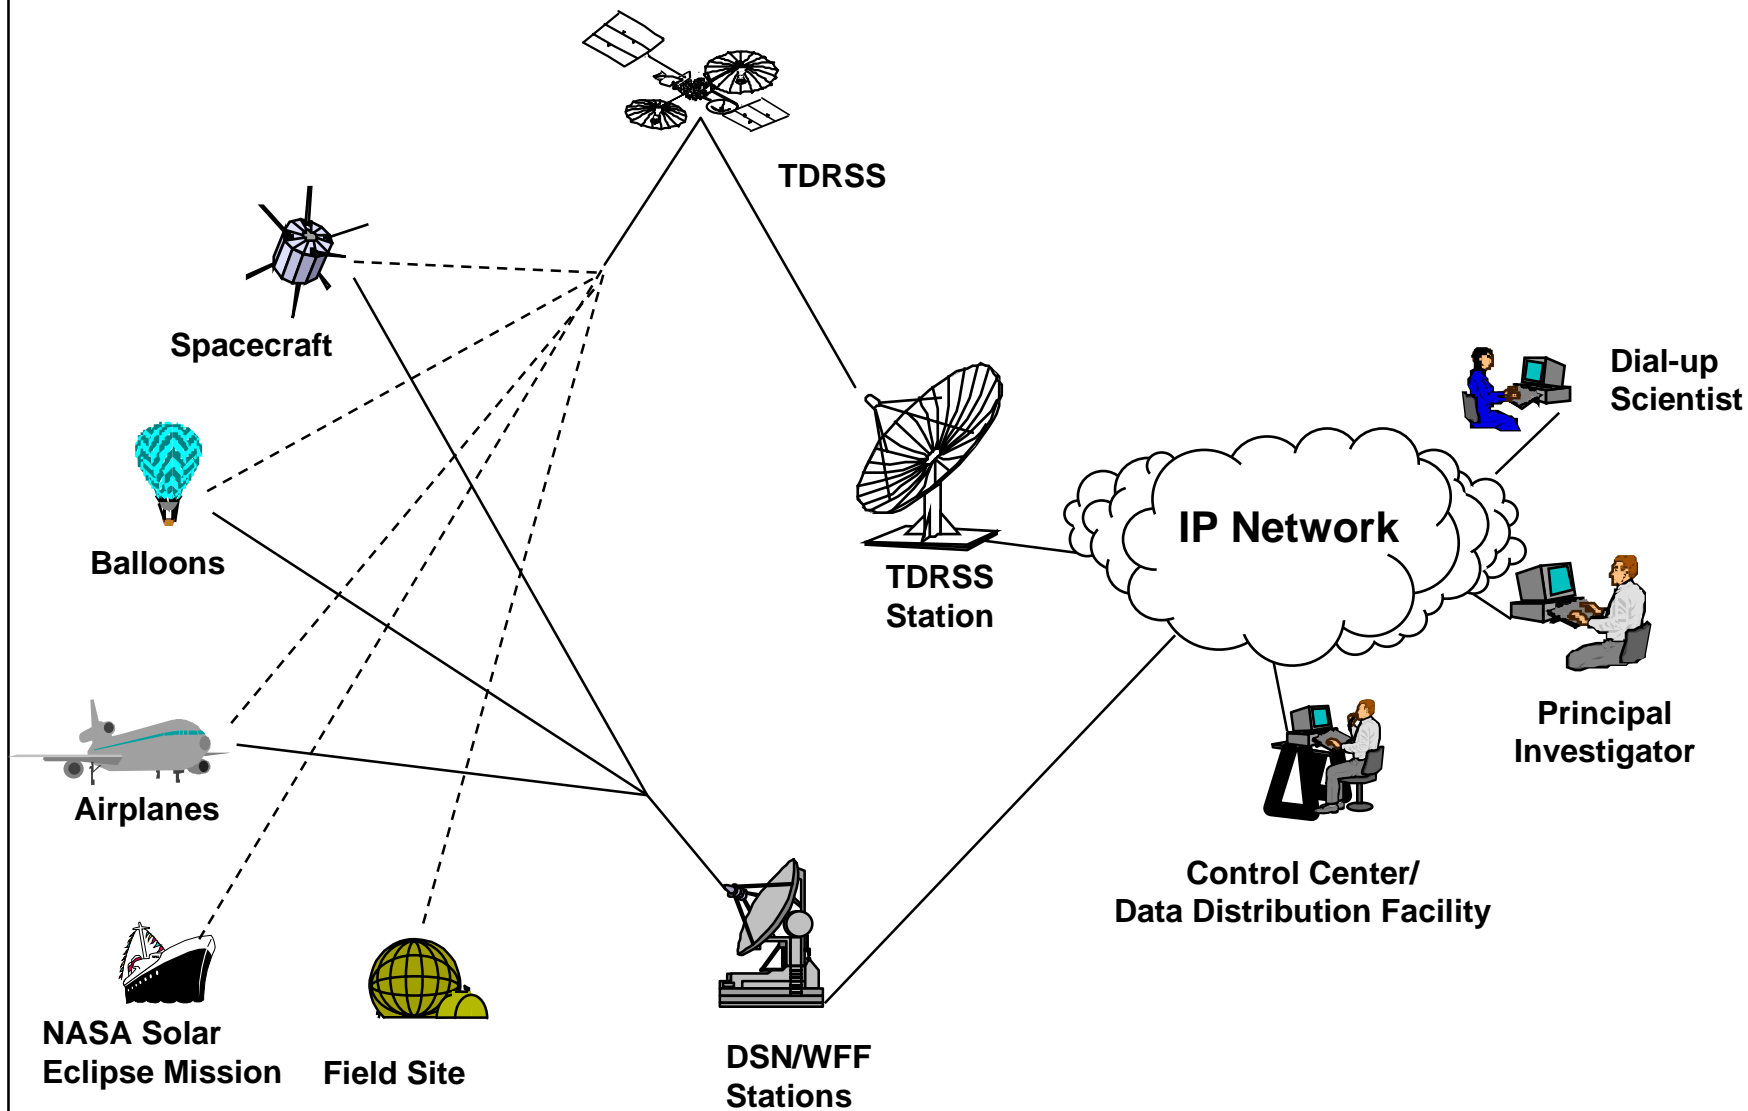 TDRSS
Spacecraft
Dial-up
Scientist
IP Network
Balloons
TDRSS
Station
Principal
Investigator
Airplanes
Control Center/
Data Distribution Facility
NASA Solar
Eclipse Mission
Field Site
DSN/WFF
Stations